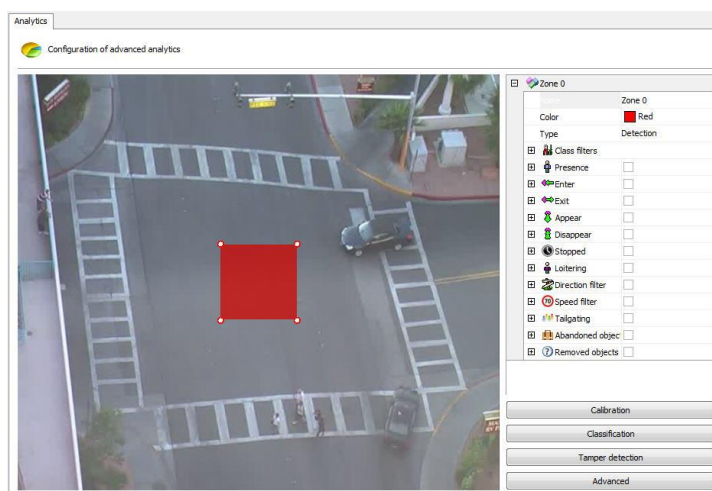 Analytics
Configuration of advanced analytics
Zone 0
Zone 0
Color Red
Type Detection
Class filters
Presence
Enter
Exit
Appear
Disappear
Stopped
Loitering
Direction filter
70 Speed filter
Tailgating
Abandoned objec
Removed objects
Calibration
Classification
Tamper detection
Advanced